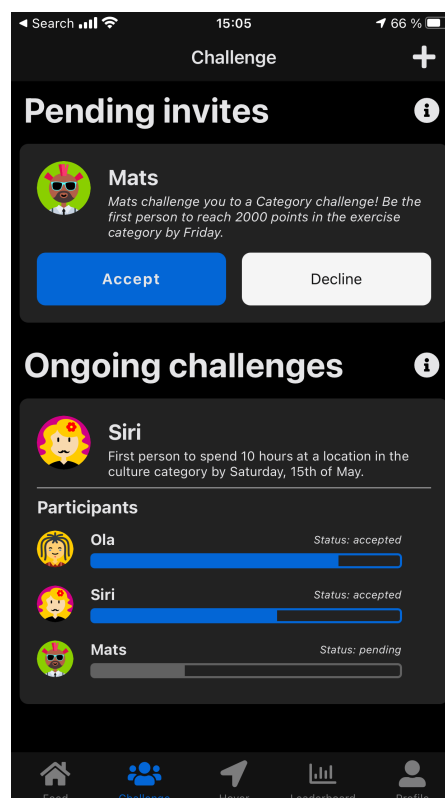 Search 15:05 66 %
Challenge
Pending invites
Mats
Mats challenge you to a Category challenge! Be the
first person to reach 2000 points in the exercise
category by Friday.
Accept Decline
Ongoing challenges
Siri
First person to spend 10 hours at a location in the
culture category by Saturday, 15th of May.
Participants
Ola Status: accepted
Siri Status: accepted
Mats Status: pending
Feed Challenge Hover Leaderboard Profile